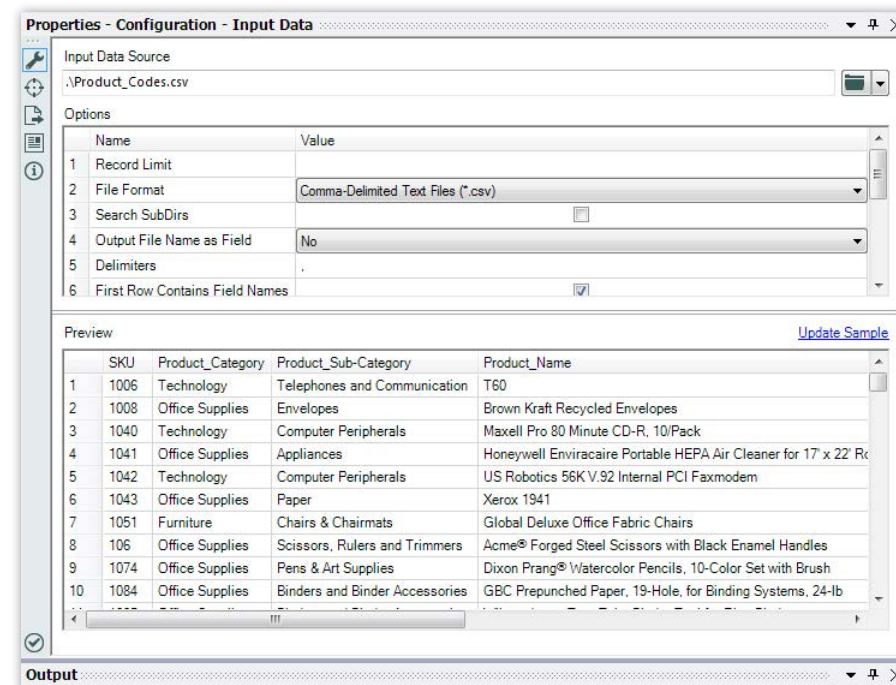 Properties - Configuration - Input Data
Input Data Source
.\Product_Codes.csv
Options
Name Value
1 Record Limit
2 File Format Comma-Delimited Text Files (*.csv)
3 Search SubDirs
4 Output File Name as Field No
5 Delimiters ,
6 First Row Contains Field Names
Preview Update Sample
SKU Product_Category Product_Sub-Category Product_Name
1 1006 Technology Telephones and Communication T60
2 1008 Office Supplies Envelopes Brown Kraft Recycled Envelopes
3 1040 Technology Computer Peripherals Maxell Pro 80 Minute CD-R, 10/Pack
4 1041 Office Supplies Appliances Honeywell Enviracaire Portable HEPA Air Cleaner for 17' x 22' Ro
5 1042 Technology Computer Peripherals US Robotics 56K V.92 Internal PCI Faxmodem
6 1043 Office Supplies Paper Xerox 1941
7 1051 Furniture Chairs & Chairmats Global Deluxe Office Fabric Chairs
8 106 Office Supplies Scissors, Rulers and Trimmers Acme® Forged Steel Scissors with Black Enamel Handles
9 1074 Office Supplies Pens & Art Supplies Dixon Prang® Watercolor Pencils, 10-Color Set with Brush
10 1084 Office Supplies Binders and Binder Accessories GBC Prepunched Paper, 19-Hole, for Binding Systems, 24-lb
Output